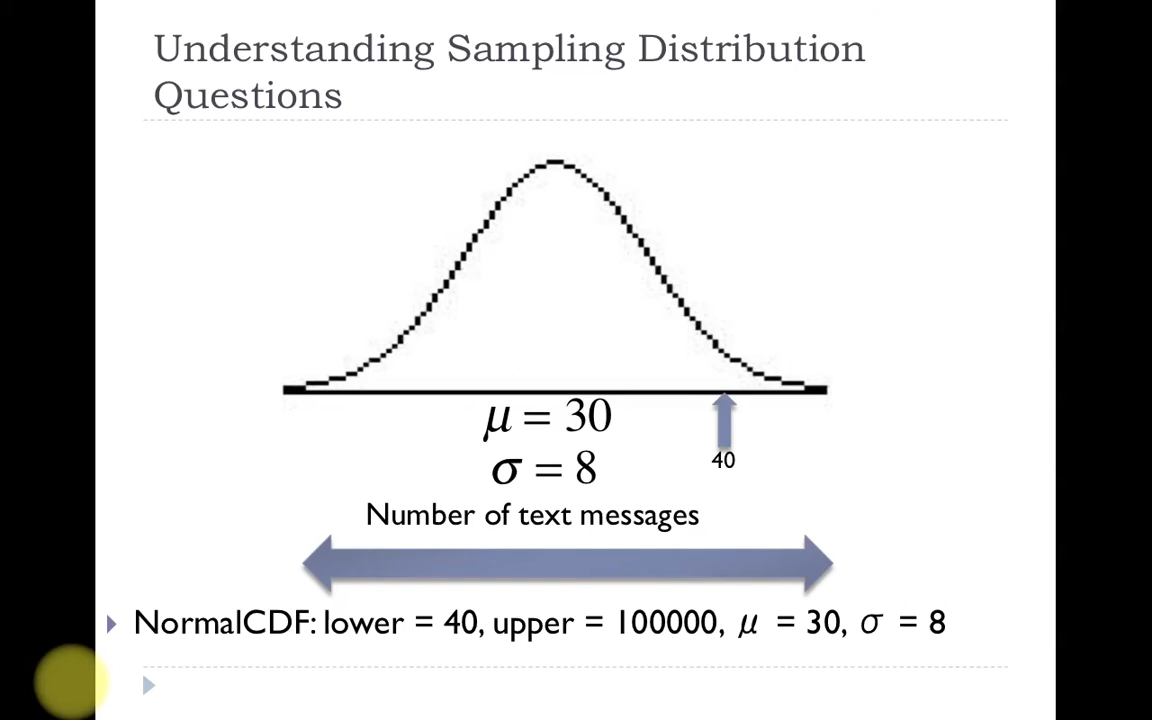 Understanding Sampling Distribution
Questions
μ = 30
σ = 8
40
Number of text messages
NormalCDF: lower = 40, upper = 100000, μ = 30, σ = 8